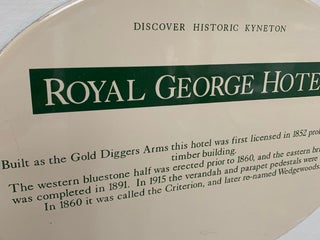 DISCOVER HISTORIC KYNETON
ROYAL GEORGE HOTE
Built as the Gold Diggers Arms this hotel was first licensed in 1852 pro
timber building.
The western bluestone half was erected prior to 1860, and the eastern br
was completed in 1891. In 1915 the verandah and parapet pedestals were
In 1860 it was called the Criterion, and later re-named Wedgewoods